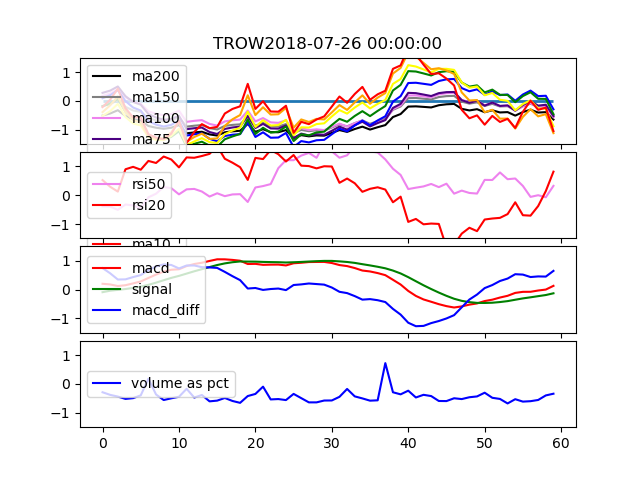 TROW2018-07-26 00:00:00
1
0
−1
ma200
ma150
ma100
ma75
1
0
−1
rsi50
rsi20
ma10
1
0
−1
macd
signal
macd_diff
1
0
−1
volume as pct
0 10 20 30 40 50 60